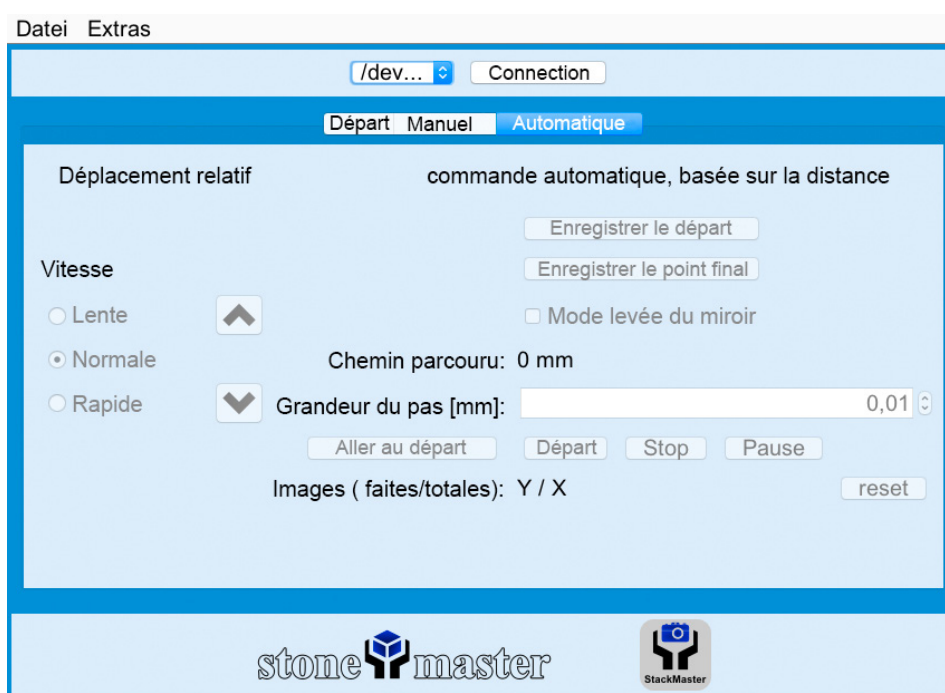 Datei Extras
/dev... Connection
Départ Manuel Automatique
Déplacement relatif commande automatique, basée sur la distance
Enregistrer le départ
Vitesse Enregistrer le point final
Lente Mode levée du miroir
Normale Chemin parcouru: 0 mm
Rapide Grandeur du pas [mm]: 0,01
Aller au départ Départ Stop Pause
Images ( faites/totales): Y / X reset
stone master StackMaster